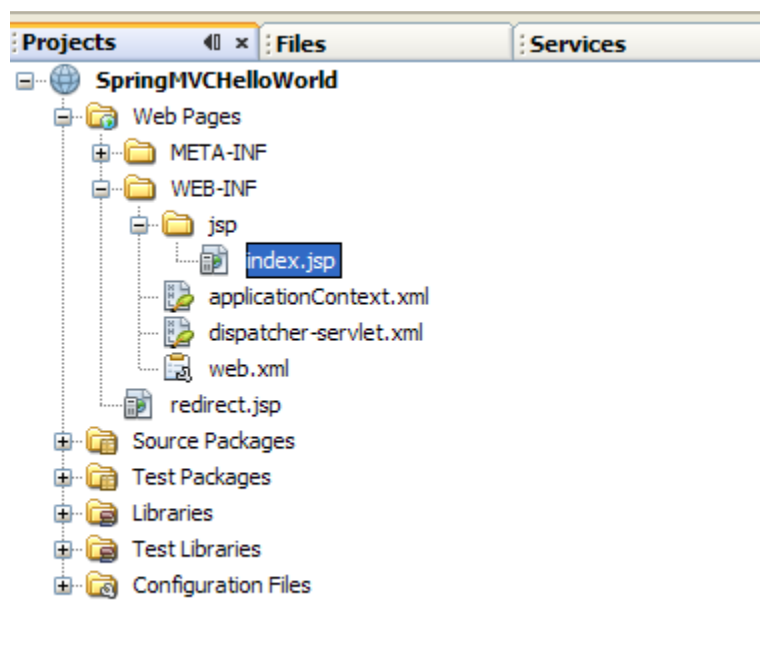 Projects Files Services
SpringMVCHelloWorld
Web Pages
META-INF
WEB-INF
jsp
index.jsp
applicationContext.xml
dispatcher-servlet.xml
web.xml
redirect.jsp
Source Packages
Test Packages
Libraries
Test Libraries
Configuration Files